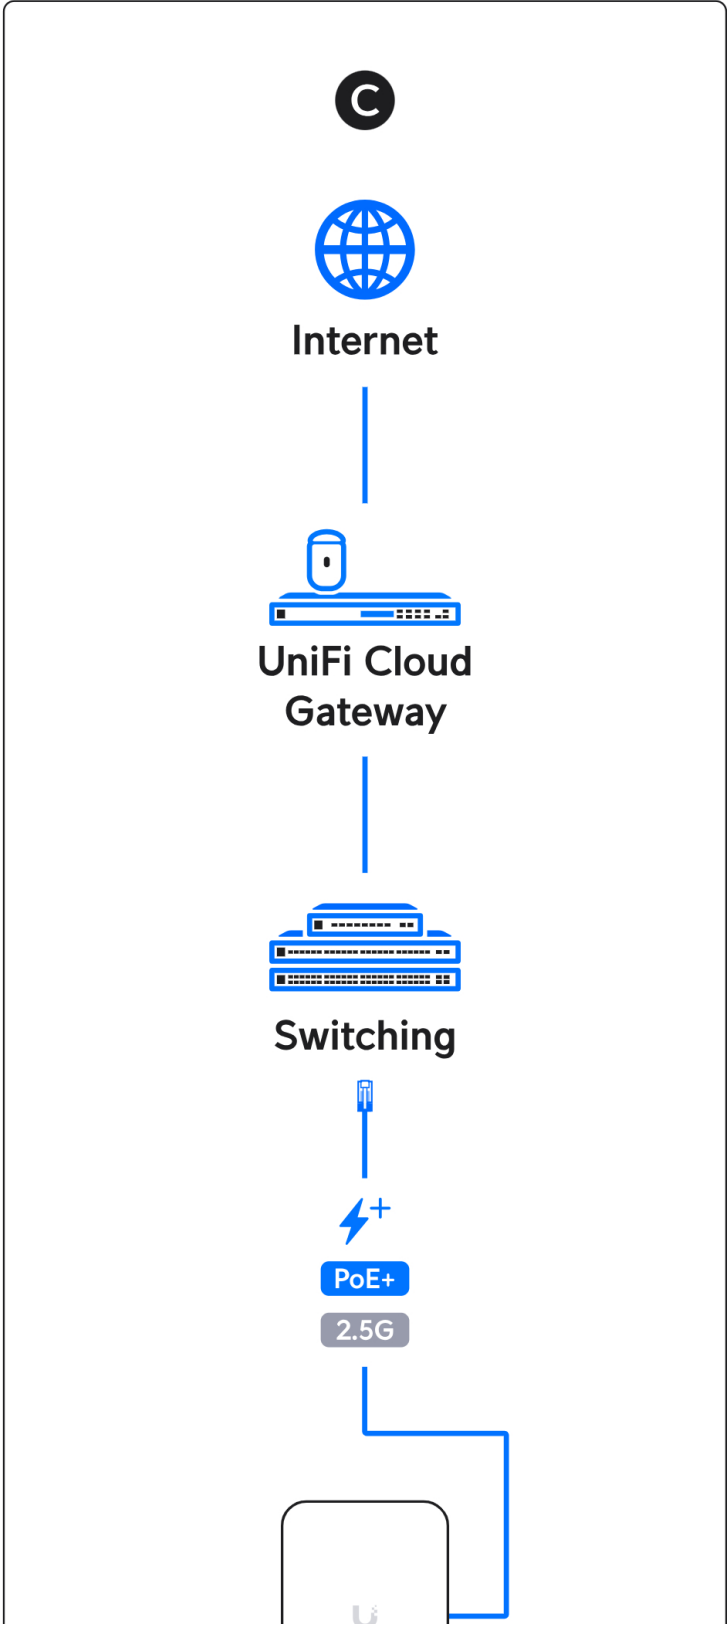 C
Internet
UniFi Cloud
Gateway
Switching
PoE+
2.5G